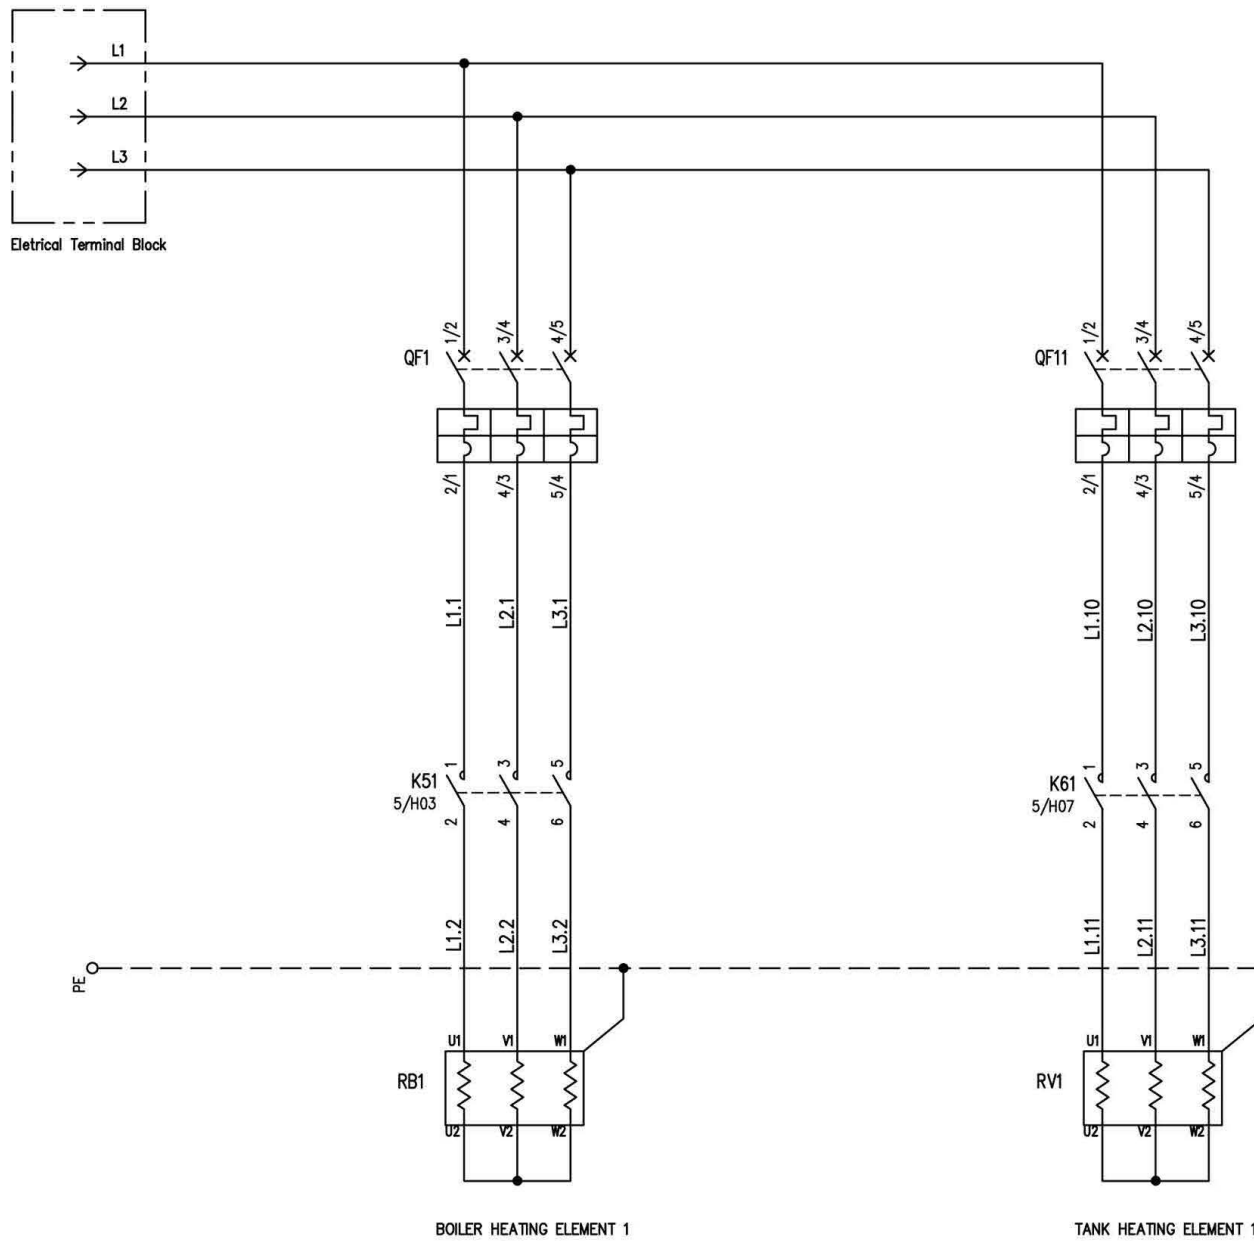 L1
L2
L3
Eletrical Terminal Block
QF1 1/2 3/4 4/5
QF11 1/2 3/4 4/5
2/1 4/3 5/4
2/1 4/3 5/4
L1.1 L2.1 L3.1
L1.10 L2.10 L3.10
K51 1 3 5
5/H03 2 4 6
K61 1 3 5
5/H07 2 4 6
L1.2 L2.2 L3.2
L1.11 L2.11 L3.11
PE
U1 V1 W1
U1 V1 W1
RB1
RV1
U2 V2 W2
U2 V2 W2
BOILER HEATING ELEMENT 1
TANK HEATING ELEMENT 1